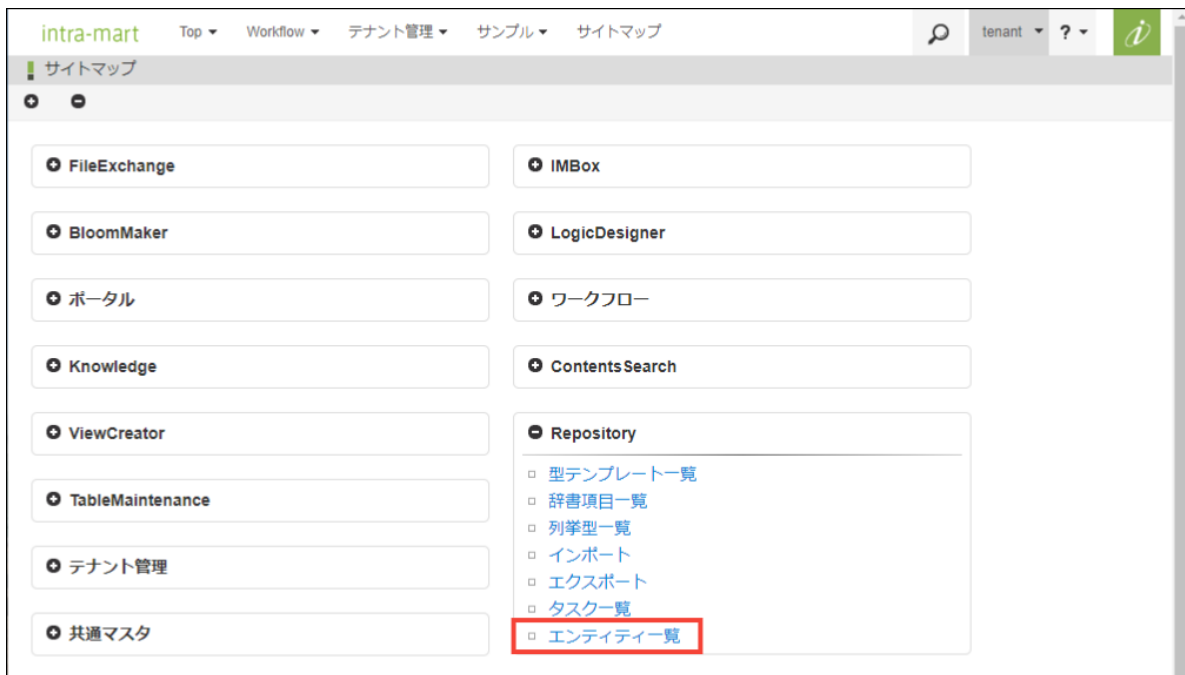 intra-mart Top Workflow テナント管理 サンプル サイトマップ tenant ?
サイトマップ
FileExchange
IMBox
BloomMaker
LogicDesigner
ポータル
ワークフロー
Knowledge
ContentsSearch
ViewCreator
Repository
型テンプレート一覧
辞書項目一覧
列挙型一覧
インポート
エクスポート
タスク一覧
エンティティ一覧
TableMaintenance
テナント管理
共通マスタ